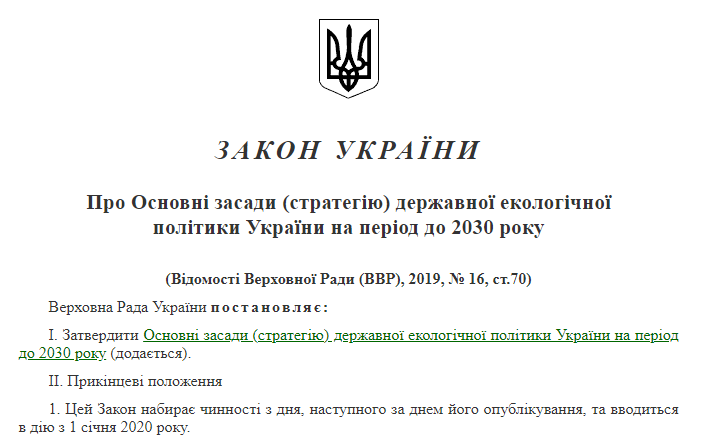 ЗАКОН УКРАЇНИ
Про Основні засади (стратегію) державної екологічної
політики України на період до 2030 року
(Відомості Верховної Ради (ВВР), 2019, № 16, ст.70)
Верховна Рада України постановляє:
I. Затвердити Основні засади (стратегію) державної екологічної політики України на період
до 2030 року (додається).
II. Прикінцеві положення
1. Цей Закон набирає чинності з дня, наступного за днем його опублікування, та вводиться
в дію з 1 січня 2020 року.